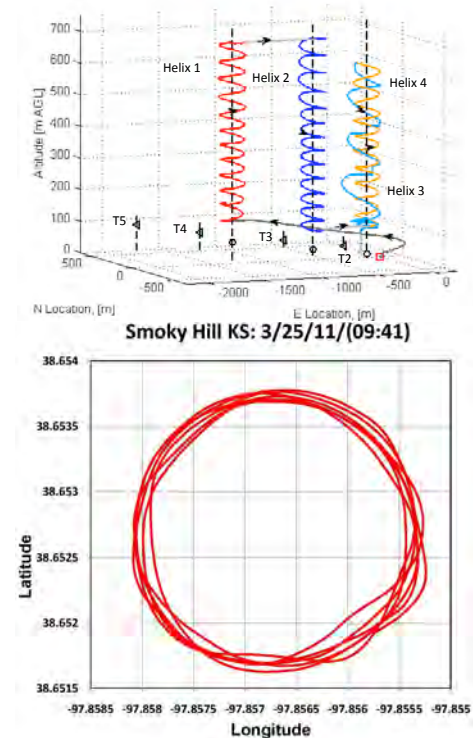 700
600
500
400
300
200
100
0
Altitude [m AGL]
Helix 1
Helix 2
Helix 4
Helix 3
T5
T4
T3
T2
500
0
-500
-2000
-1500
-1000
-500
0
N Location, [m]
E Location, [m]
Smoky Hill KS: 3/25/11/(09:41)
38.654
38.6535
38.653
38.6525
38.652
38.6515
Latitude
-97.8585 -97.858 -97.8575 -97.857 -97.8565 -97.856 -97.8555 -97.855
Longitude